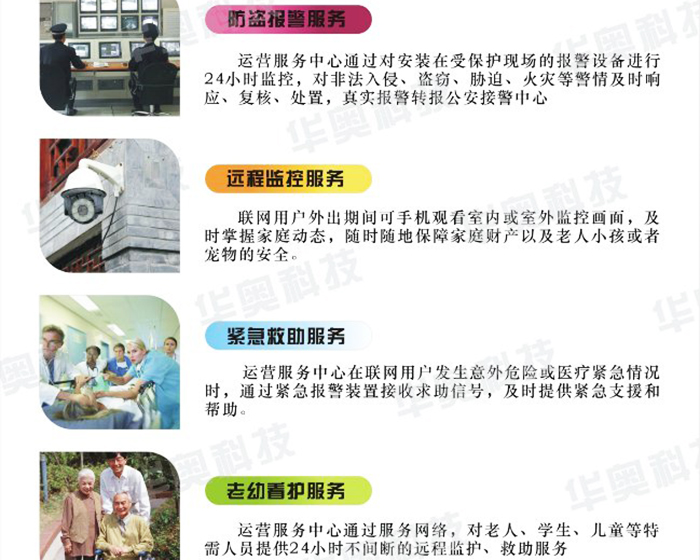 防盗报警服务
运营服务中心通过对安装在受保护现场的报警设备进行
24小时监控，对非法入侵、盗窃、胁迫、火灾等警情及时响
应、复核、处置，真实报警转报公安接警中心
远程监控服务
联网用户外出期间可手机观看室内或室外监控画面，及
时掌握家庭动态，随时随地保障家庭财产以及老人小孩或者
宠物的安全。
紧急救助服务
运营服务中心在联网用户发生意外危险或医疗紧急情况
时，通过紧急报警装置接收求助信号，及时提供紧急支援和
帮助。
老幼看护服务
运营服务中心通过服务网络，对老人、学生、儿童等特
需人员提供24小时不间断的远程监护、救助服务
华奥科技
华奥科技
华奥科技
华奥科技
华奥科技
华奥科技